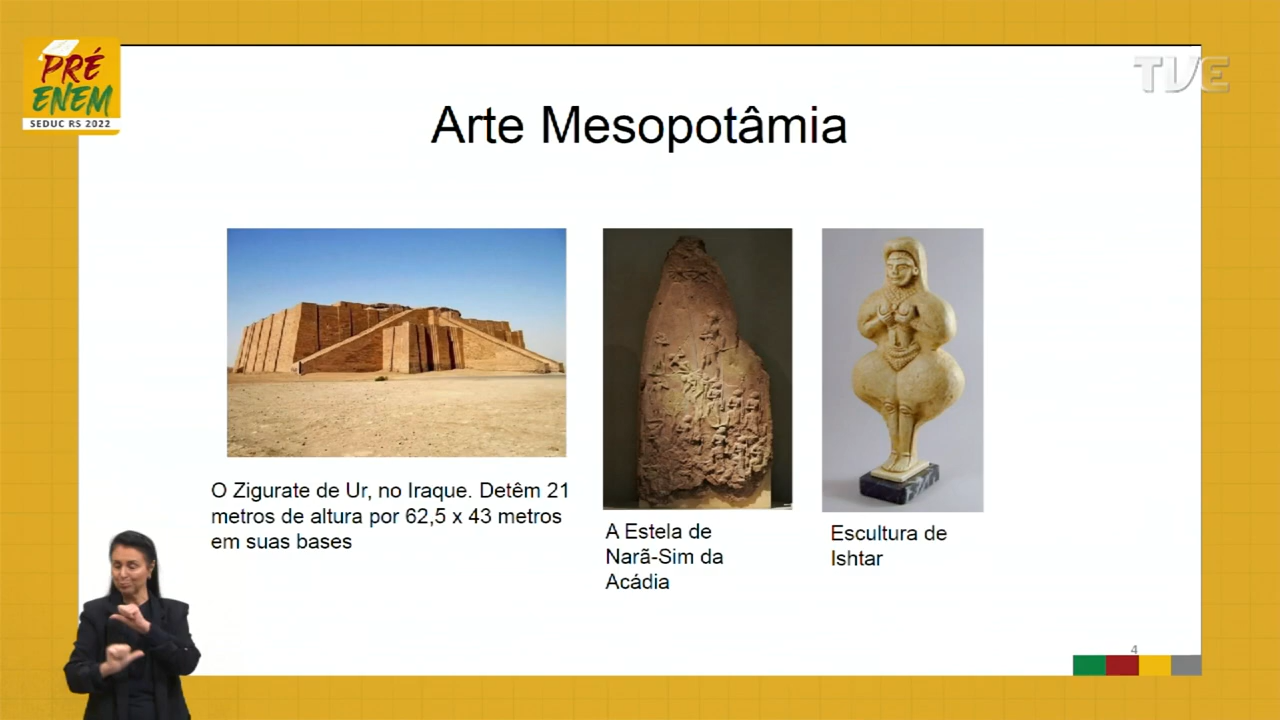 PRÉ
ENEM
SEDUC RS 2022
TVE
Arte Mesopotâmia
O Zigurate de Ur, no Iraque. Detêm 21
metros de altura por 62,5 x 43 metros
em suas bases
A Estela de
Narã-Sim da
Acádia
Escultura de
Ishtar
4